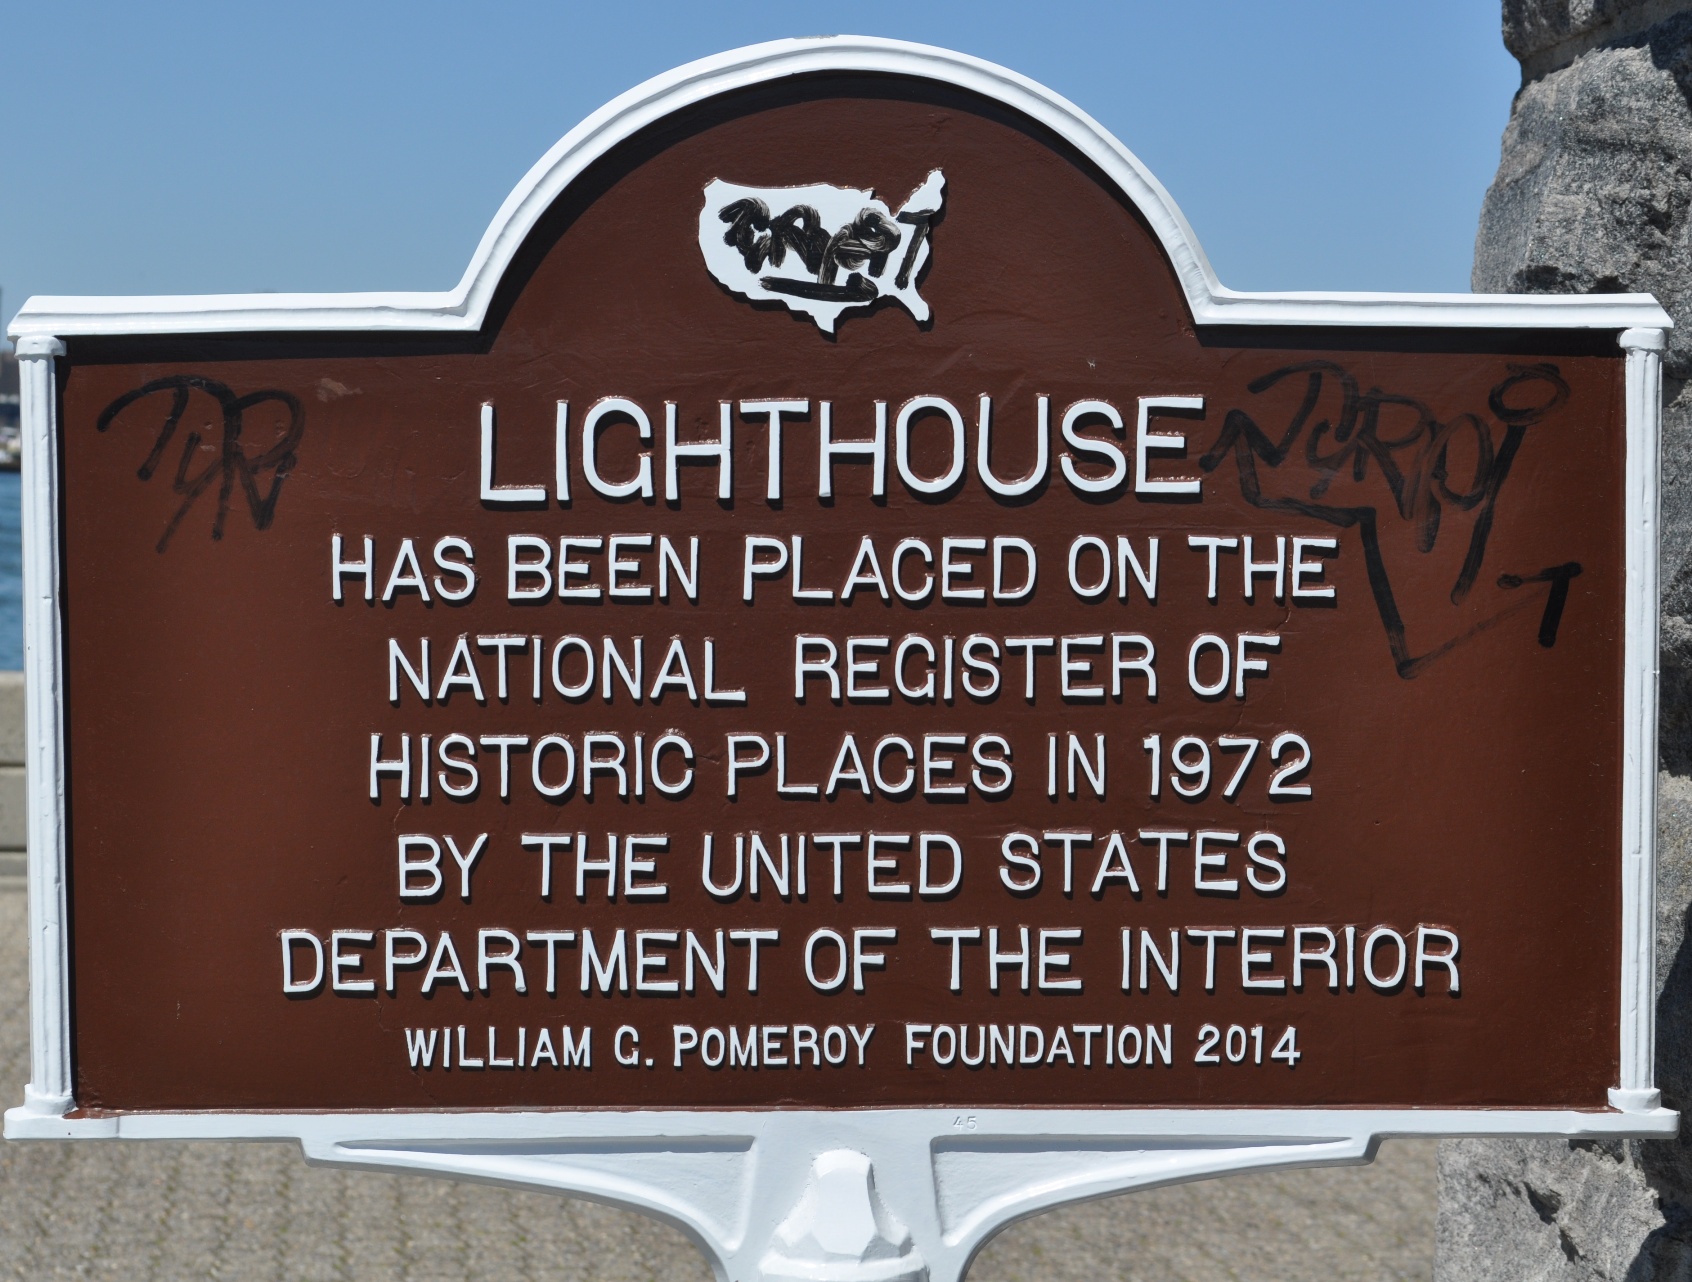 LIGHTHOUSE
HAS BEEN PLACED ON THE
NATIONAL REGISTER OF
HISTORIC PLACES IN 1972
BY THE UNITED STATES
DEPARTMENT OF THE INTERIOR
WILLIAM G. POMEROY FOUNDATION 2014
45